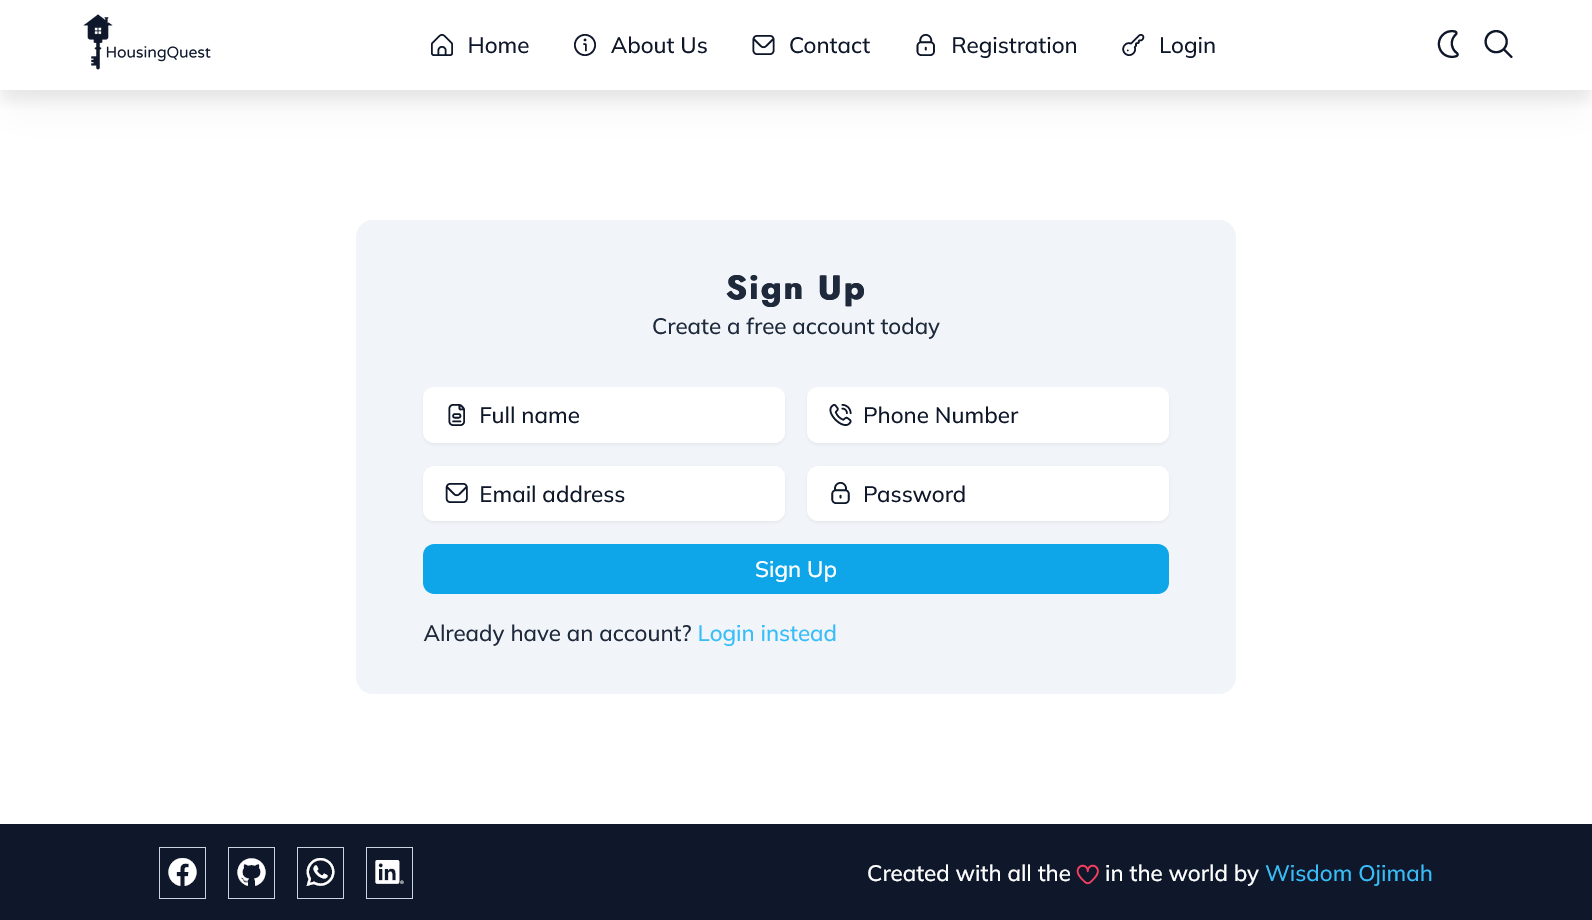 HousingQuest
Home
About Us
Contact
Registration
Login
Sign Up
Create a free account today
Full name
Phone Number
Email address
Password
Sign Up
Already have an account? Login instead
Created with all the in the world by Wisdom Ojimah